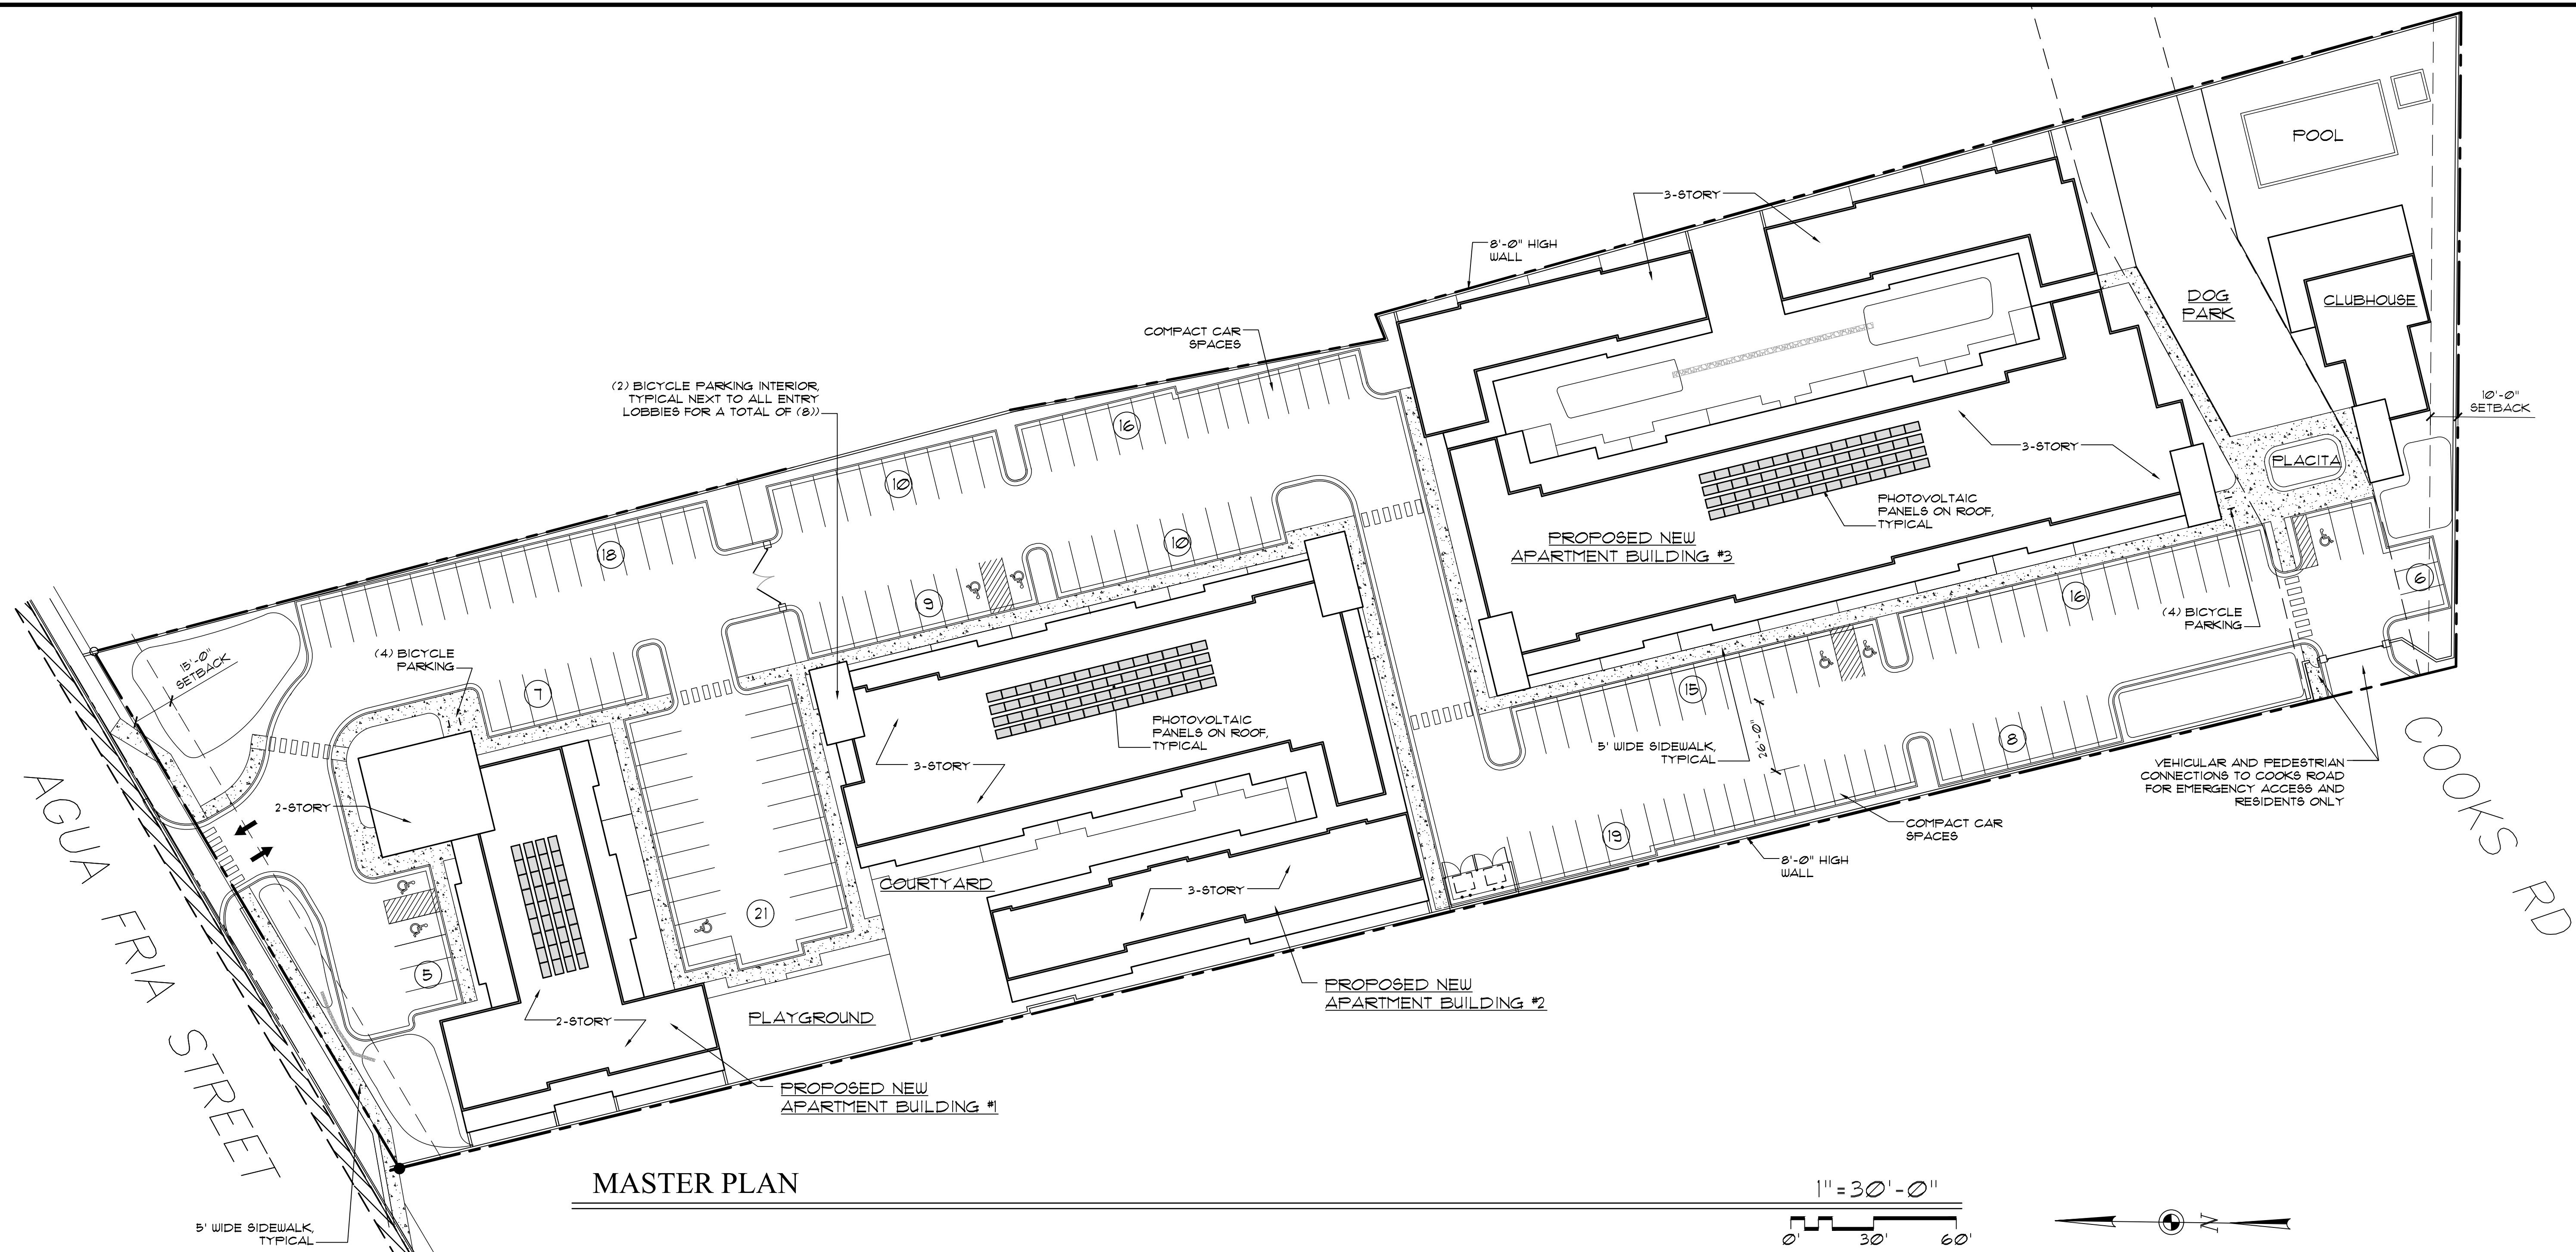 POOL
3-STORY
8'-0" HIGH
WALL
DOG
PARK
CLUBHOUSE
COMPACT CAR
SPACES
(2) BICYCLE PARKING INTERIOR,
TYPICAL NEXT TO ALL ENTRY
LOBBIES FOR A TOTAL OF (8))
10'-0"
SETBACK
16
10
3-STORY
PLACITA
PHOTOVOLTAIC
PANELS ON ROOF,
TYPICAL
PROPOSED NEW
APARTMENT BUILDING #3
18
10
9
16
6
(4) BICYCLE
PARKING
15'-0"
SETBACK
(4) BICYCLE
PARKING
7
15
5' WIDE SIDEWALK,
TYPICAL
26'-0"
8
PHOTOVOLTAIC
PANELS ON ROOF,
TYPICAL
3-STORY
VEHICULAR AND PEDESTRIAN
CONNECTIONS TO COOKS ROAD
FOR EMERGENCY ACCESS AND
RESIDENTS ONLY
COOKS RD
2-STORY
AGUA FRIA STREET
19
COMPACT CAR
SPACES
8'-0" HIGH
WALL
COURTYARD
3-STORY
21
5
PROPOSED NEW
APARTMENT BUILDING #2
2-STORY
PLAYGROUND
PROPOSED NEW
APARTMENT BUILDING #1
MASTER PLAN
1"=30'-0"
0' 30' 60'
N
5' WIDE SIDEWALK,
TYPICAL